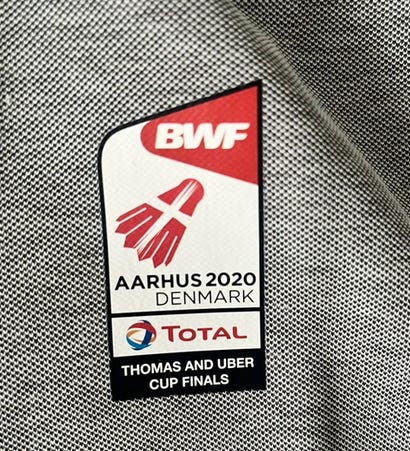 BWF
AARHUS 2020
DENMARK
TOTAL
THOMAS AND UBER
CUP FINALS